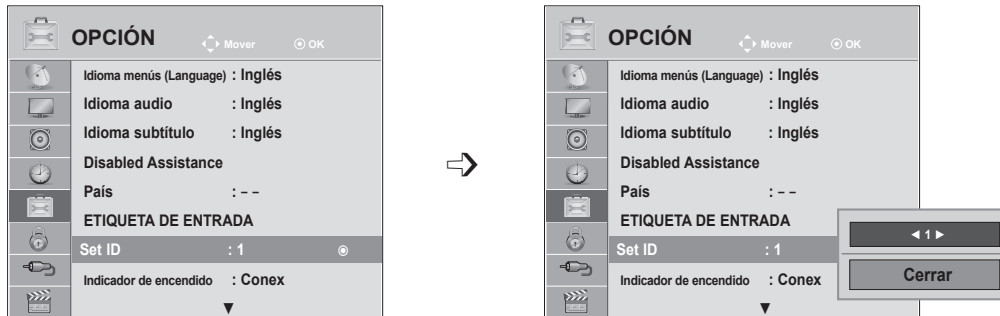 OPCIÓN Mover OK
Idioma menús (Language) : Inglés
Idioma audio : Inglés
Idioma subtítulo : Inglés
Disabled Assistance
País : – –
ETIQUETA DE ENTRADA
Set ID : 1
Indicador de encendido : Conex
▼
OPCIÓN Mover OK
Idioma menús (Language) : Inglés
Idioma audio : Inglés
Idioma subtítulo : Inglés
Disabled Assistance
País : – –
ETIQUETA DE ENTRADA
Set ID : 1
Indicador de encendido : Conex
▼
◄ 1 ►
Cerrar